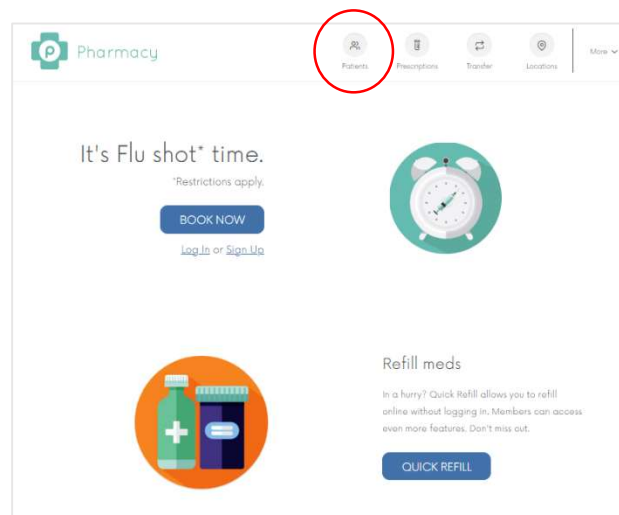 Pharmacy
Patients
Prescriptions
Transfer
Locations
More
It's Flu shot* time.
*Restrictions apply.
BOOK NOW
Log In or Sign Up
Refill meds
In a hurry? Quick Refill allows you to refill
online without logging in. Members can access
even more features. Don't miss out.
QUICK REFILL